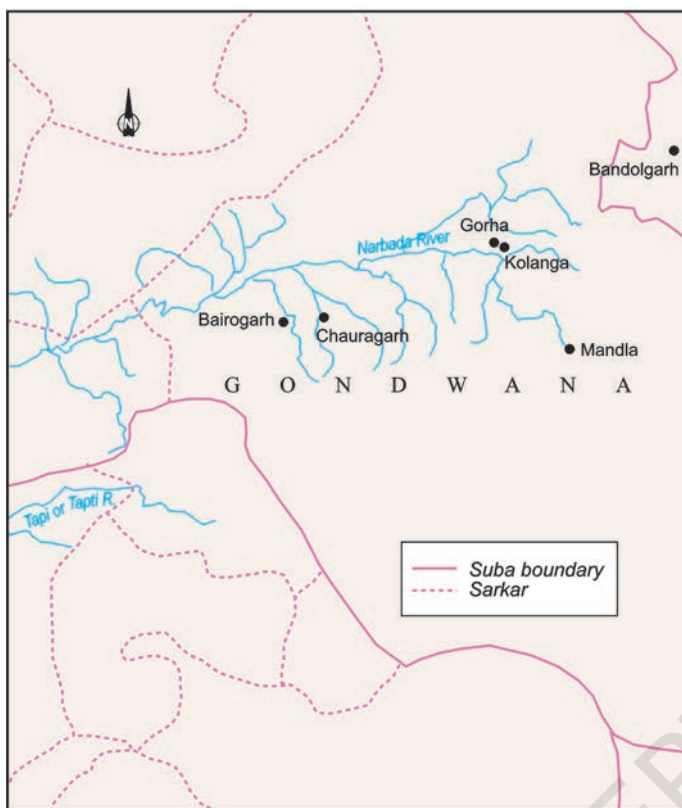 N
Bandolgarh
Gorha
Narbada River
Kolanga
Bairogarh
Chauragarh
Mandla
G O N D W A N A
Tapi or Tapti R.
Suba boundary
Sarkar